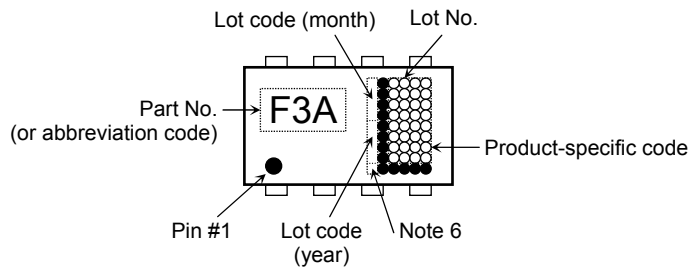 Lot code (month)
Lot No.
Part No.
(or abbreviation code)
F3A
Product-specific code
Pin #1
Lot code
(year)
Note 6